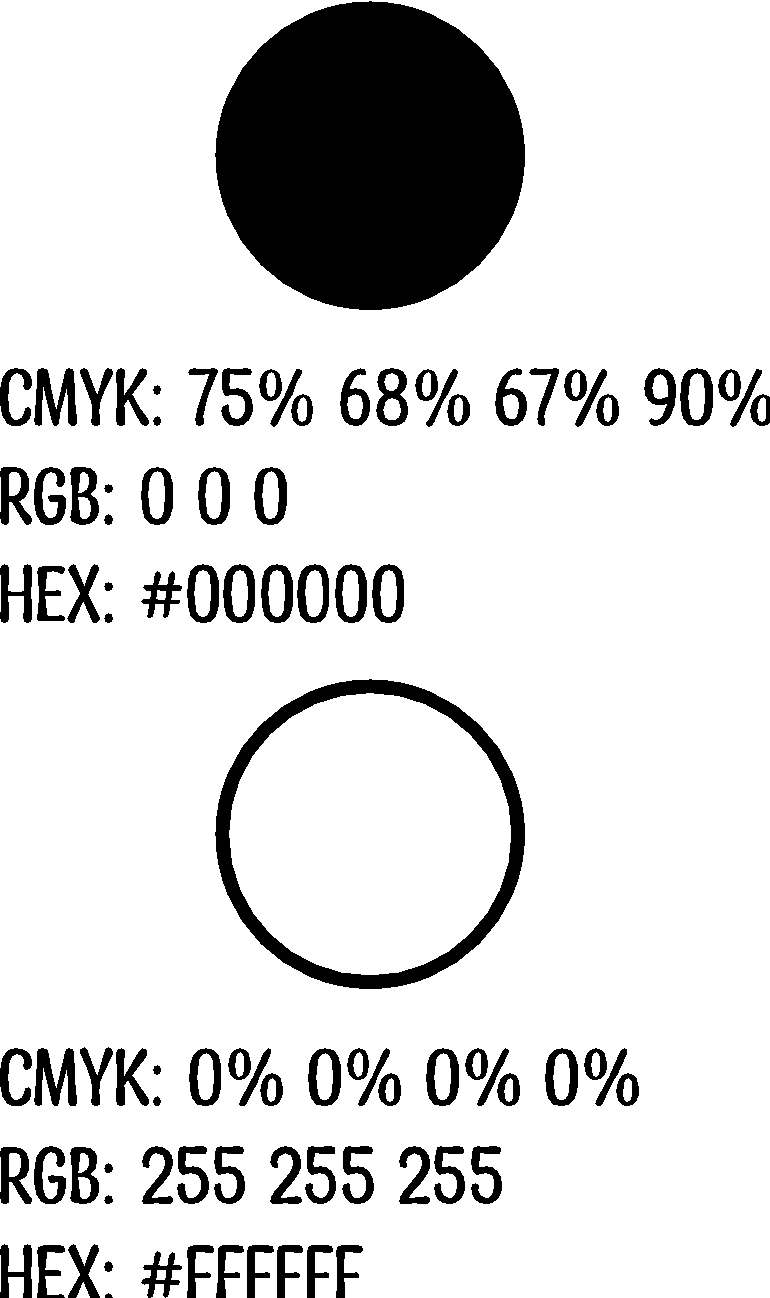 CMYK: 75% 68% 67% 90%
RGB: 0 0 0
HEX: #000000
CMYK: 0% 0% 0% 0%
RGB: 255 255 255
HEX: #FFFFFF